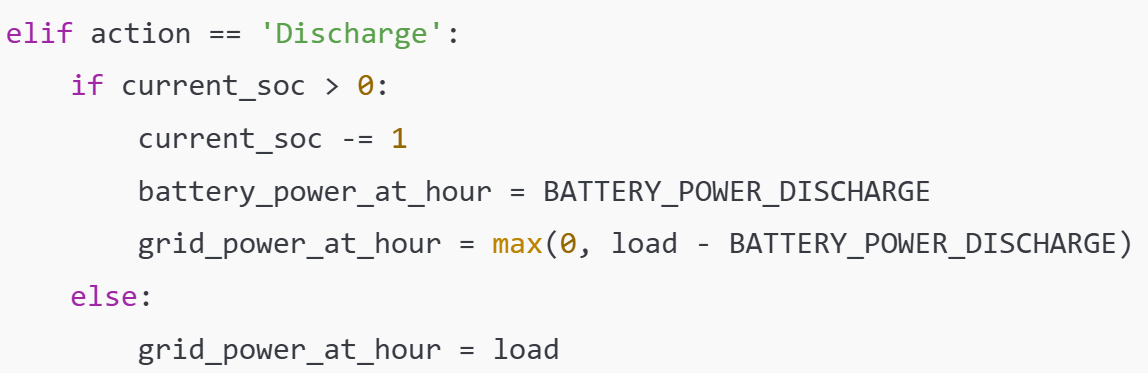 elif action == 'Discharge':
    if current_soc > 0:
        current_soc -= 1
        battery_power_at_hour = BATTERY_POWER_DISCHARGE
        grid_power_at_hour = max(0, load - BATTERY_POWER_DISCHARGE)
    else:
        grid_power_at_hour = load